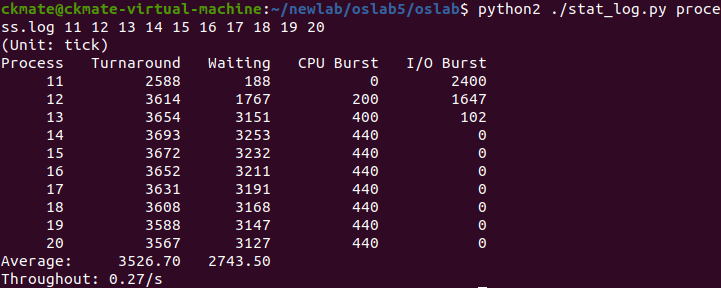 ckmate@ckmate-virtual-machine:~/newlab/oslab5/oslab$ python2 ./stat_log.py proce
ss.log 11 12 13 14 15 16 17 18 19 20
(Unit: tick)
Process   Turnaround   Waiting   CPU Burst   I/O Burst
     11         2588       188           0        2400
     12         3614      1767         200        1647
     13         3654      3151         400         102
     14         3693      3253         440           0
     15         3672      3232         440           0
     16         3652      3211         440           0
     17         3631      3191         440           0
     18         3608      3168         440           0
     19         3588      3147         440           0
     20         3567      3127         440           0
Average:     3526.70   2743.50
Throughout: 0.27/s